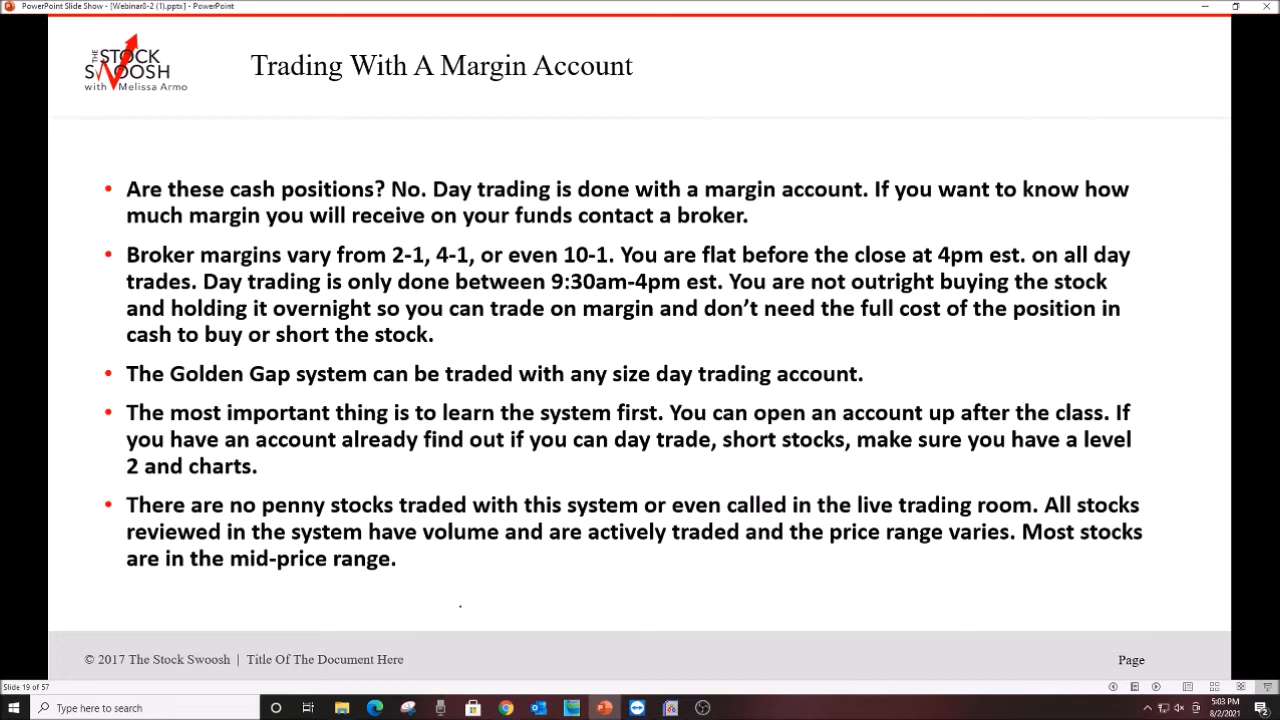 PowerPoint Slide Show - [Webinar8-2 (1).pptx] - PowerPoint
THE STOCK
SWOOSH
with Melissa Armo
Trading With A Margin Account
• Are these cash positions? No. Day trading is done with a margin account. If you want to know how
much margin you will receive on your funds contact a broker.
• Broker margins vary from 2-1, 4-1, or even 10-1. You are flat before the close at 4pm est. on all day
trades. Day trading is only done between 9:30am-4pm est. You are not outright buying the stock
and holding it overnight so you can trade on margin and don’t need the full cost of the position in
cash to buy or short the stock.
• The Golden Gap system can be traded with any size day trading account.
• The most important thing is to learn the system first. You can open an account up after the class. If
you have an account already find out if you can day trade, short stocks, make sure you have a level
2 and charts.
• There are no penny stocks traded with this system or even called in the live trading room. All stocks
reviewed in the system have volume and are actively traded and the price range varies. Most stocks
are in the mid-price range.
© 2017 The Stock Swoosh | Title Of The Document Here
Page
Slide 19 of 57
Type here to search
5:03 PM
8/2/2021